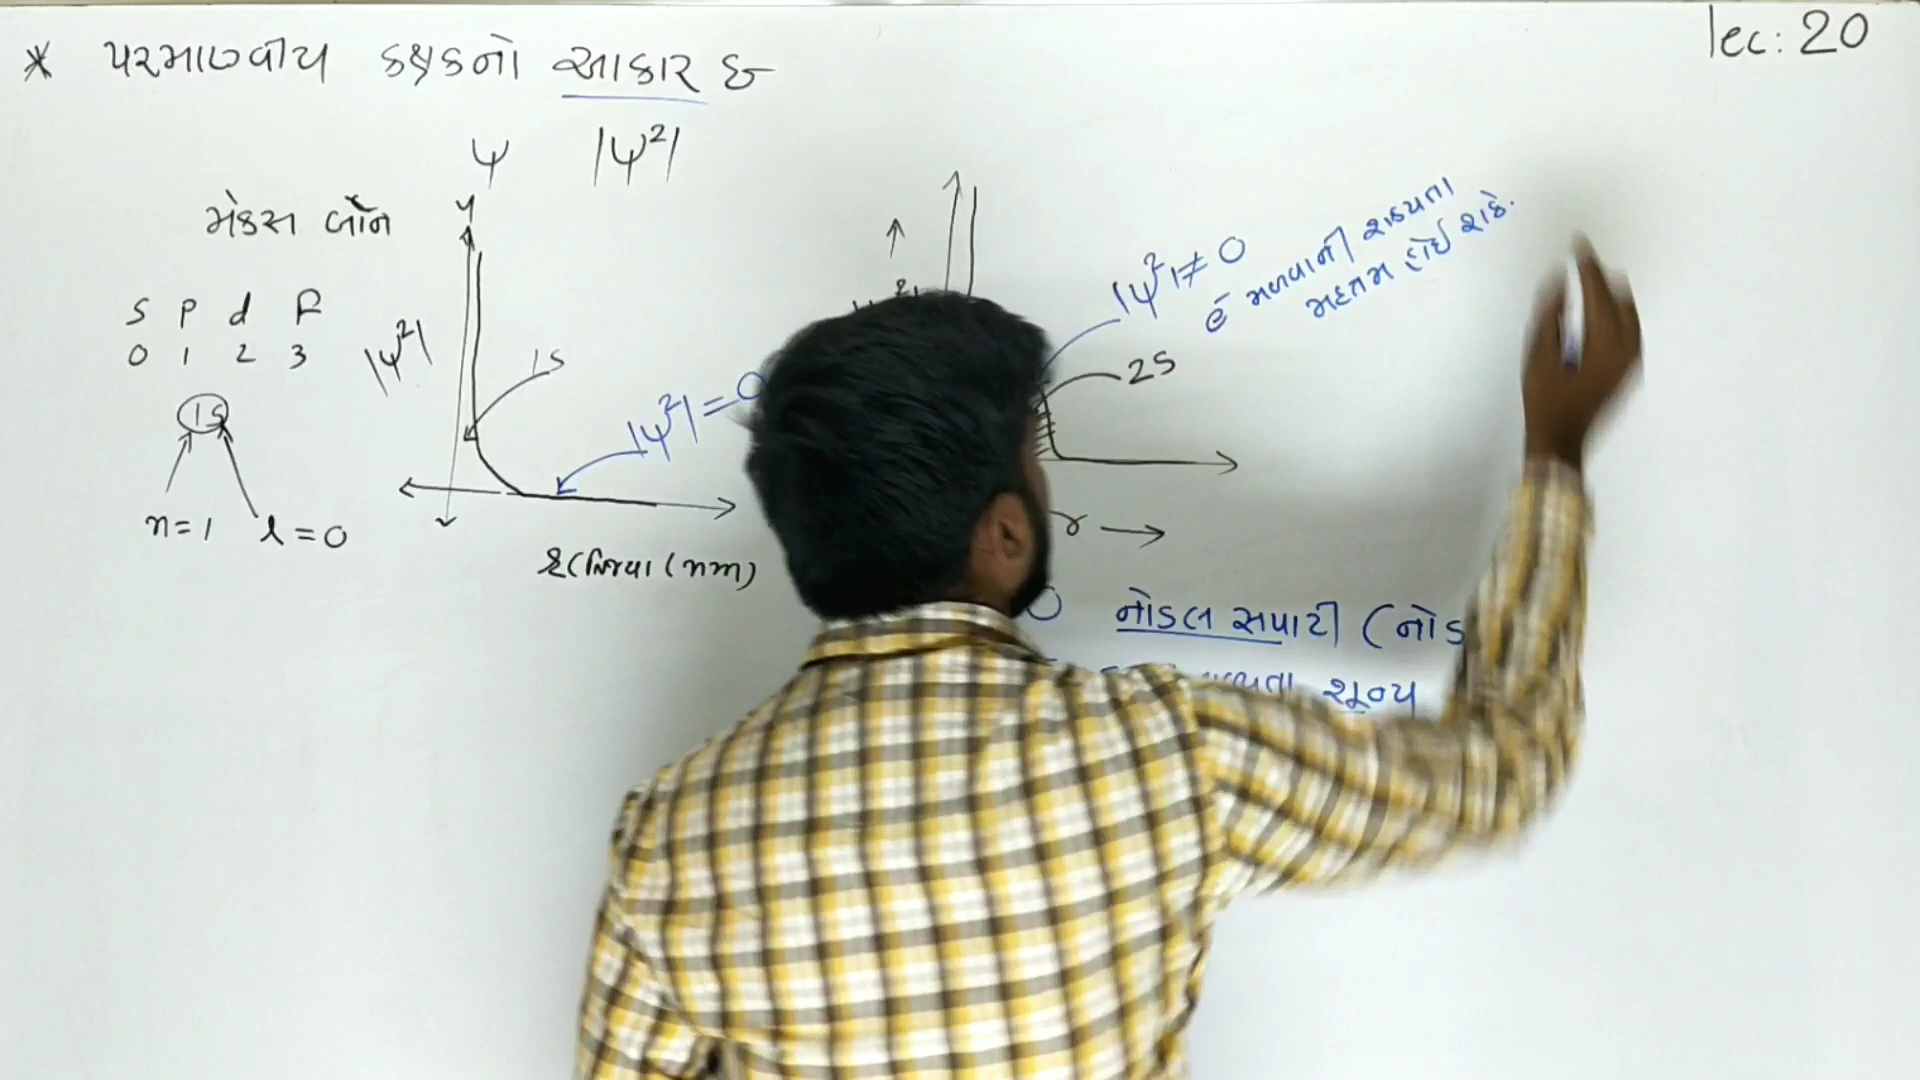 lec: 20
* પરમાણ્વીય કક્ષકનો આકાર ઃ-
ψ |ψ²|
મેક્સ બોર્ન
y
s p d f
0 1 2 3
|ψ²|
1s
1s
|ψ²| = 0
n = 1 l = 0
ત્રિજ્યા (nm)
|ψ²| ≠ 0
e⁻ મળવાની શક્યતા
મહત્તમ હોઈ શકે.
2s
r →
નોડલ સપાટી (નોડ
શૂન્ય